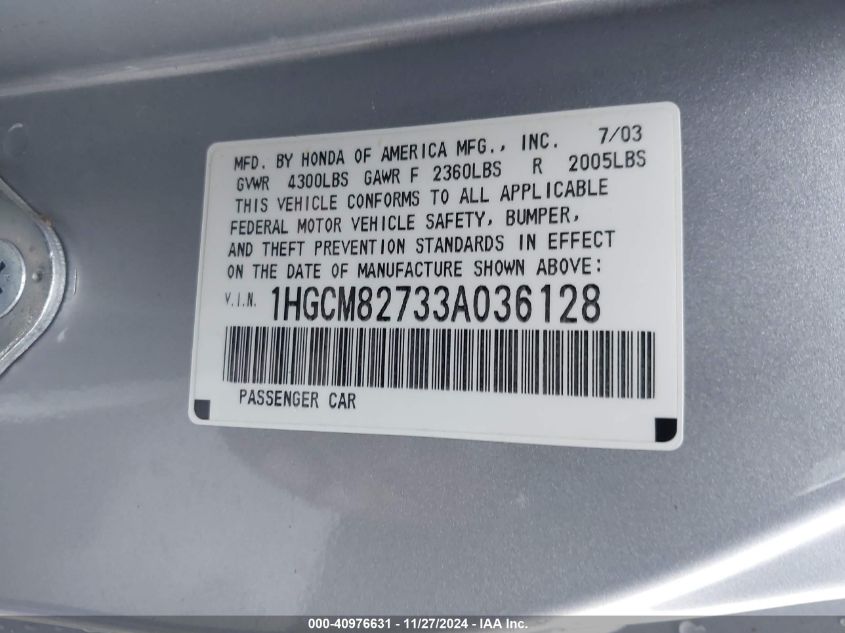 MFD. BY HONDA OF AMERICA MFG., INC. 7/03
GVWR 4300LBS GAWR F 2360LBS R 2005LBS
THIS VEHICLE CONFORMS TO ALL APPLICABLE
FEDERAL MOTOR VEHICLE SAFETY, BUMPER,
AND THEFT PREVENTION STANDARDS IN EFFECT
ON THE DATE OF MANUFACTURE SHOWN ABOVE:
V.I.N. 1HGCM82733A036128
PASSENGER CAR
000-40976631 - 11/27/2024 - IAA Inc.